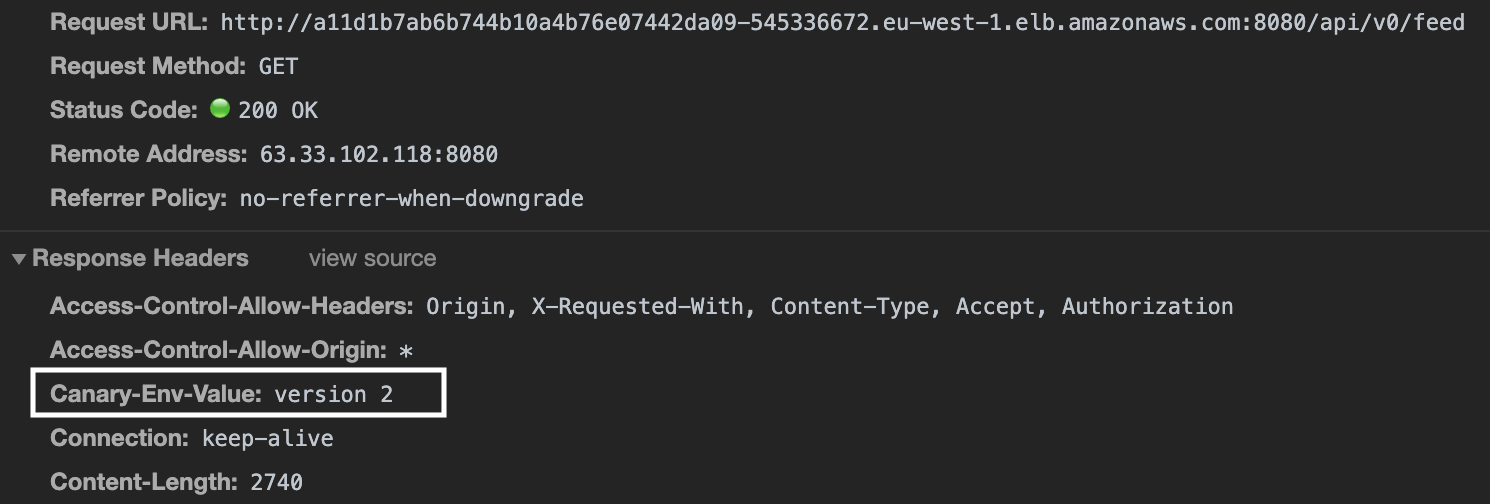 Request URL: http://a11d1b7ab6b744b10a4b76e07442da09-545336672.eu-west-1.elb.amazonaws.com:8080/api/v0/feed
Request Method: GET
Status Code: 200 OK
Remote Address: 63.33.102.118:8080
Referrer Policy: no-referrer-when-downgrade
Response Headers view source
Access-Control-Allow-Headers: Origin, X-Requested-With, Content-Type, Accept, Authorization
Access-Control-Allow-Origin: *
Canary-Env-Value: version 2
Connection: keep-alive
Content-Length: 2740